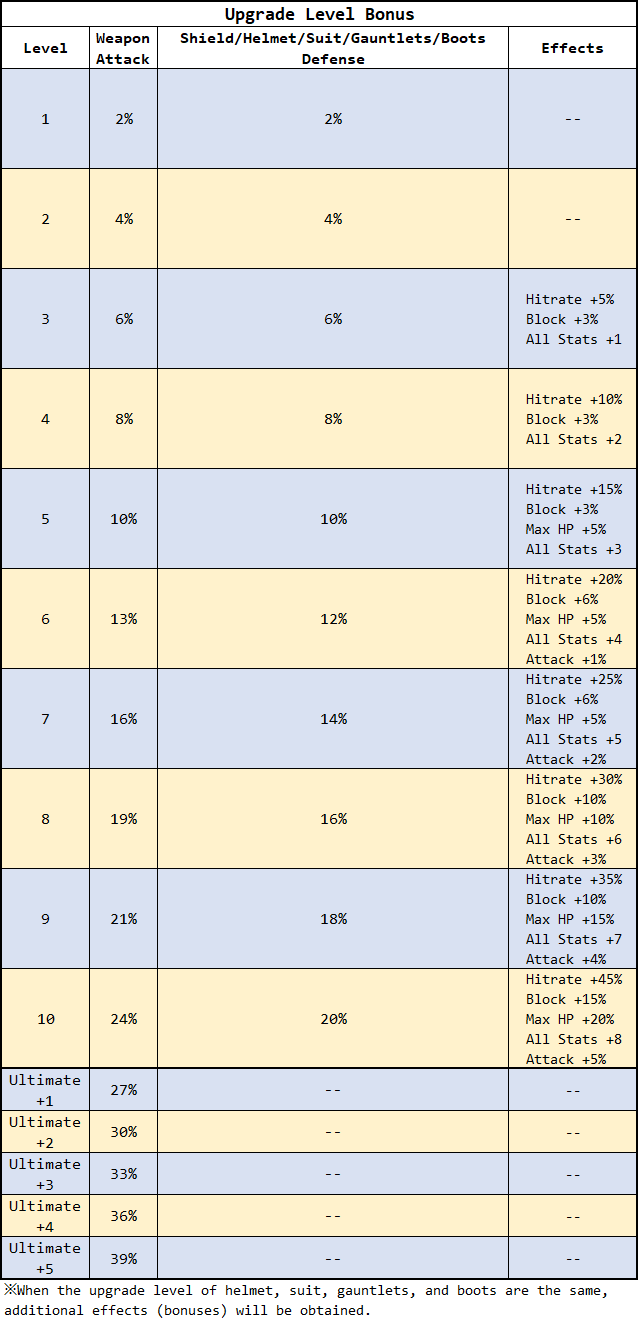 Upgrade Level Bonus
Level
Weapon
Attack
Shield/Helmet/Suit/Gauntlets/Boots
Defense
Effects
1
2%
2%
--
2
4%
4%
--
3
6%
6%
Hitrate +5%
Block +3%
All Stats +1
4
8%
8%
Hitrate +10%
Block +3%
All Stats +2
5
10%
10%
Hitrate +15%
Block +3%
Max HP +5%
All Stats +3
6
13%
12%
Hitrate +20%
Block +6%
Max HP +5%
All Stats +4
Attack +1%
7
16%
14%
Hitrate +25%
Block +6%
Max HP +5%
All Stats +5
Attack +2%
8
19%
16%
Hitrate +30%
Block +10%
Max HP +10%
All Stats +6
Attack +3%
9
21%
18%
Hitrate +35%
Block +10%
Max HP +15%
All Stats +7
Attack +4%
10
24%
20%
Hitrate +45%
Block +15%
Max HP +20%
All Stats +8
Attack +5%
Ultimate
+1
27%
--
--
Ultimate
+2
30%
--
--
Ultimate
+3
33%
--
--
Ultimate
+4
36%
--
--
Ultimate
+5
39%
--
--
※When the upgrade level of helmet, suit, gauntlets, and boots are the same,
additional effects (bonuses) will be obtained.